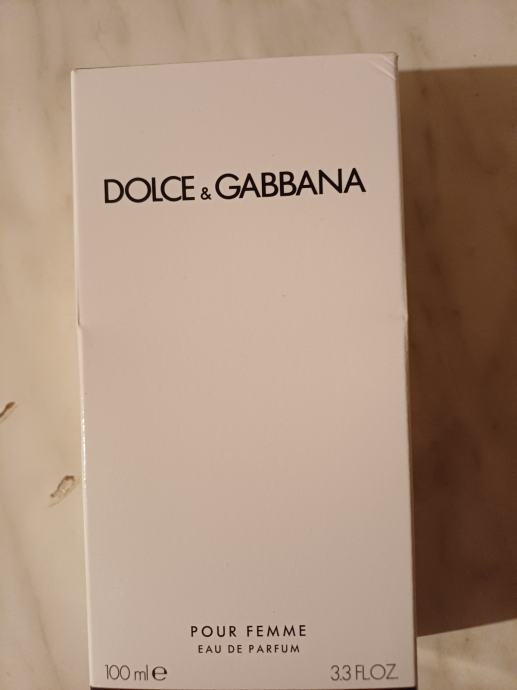 DOLCE & GABBANA
POUR FEMME
EAU DE PARFUM
100 ml e 3.3 FL.OZ.